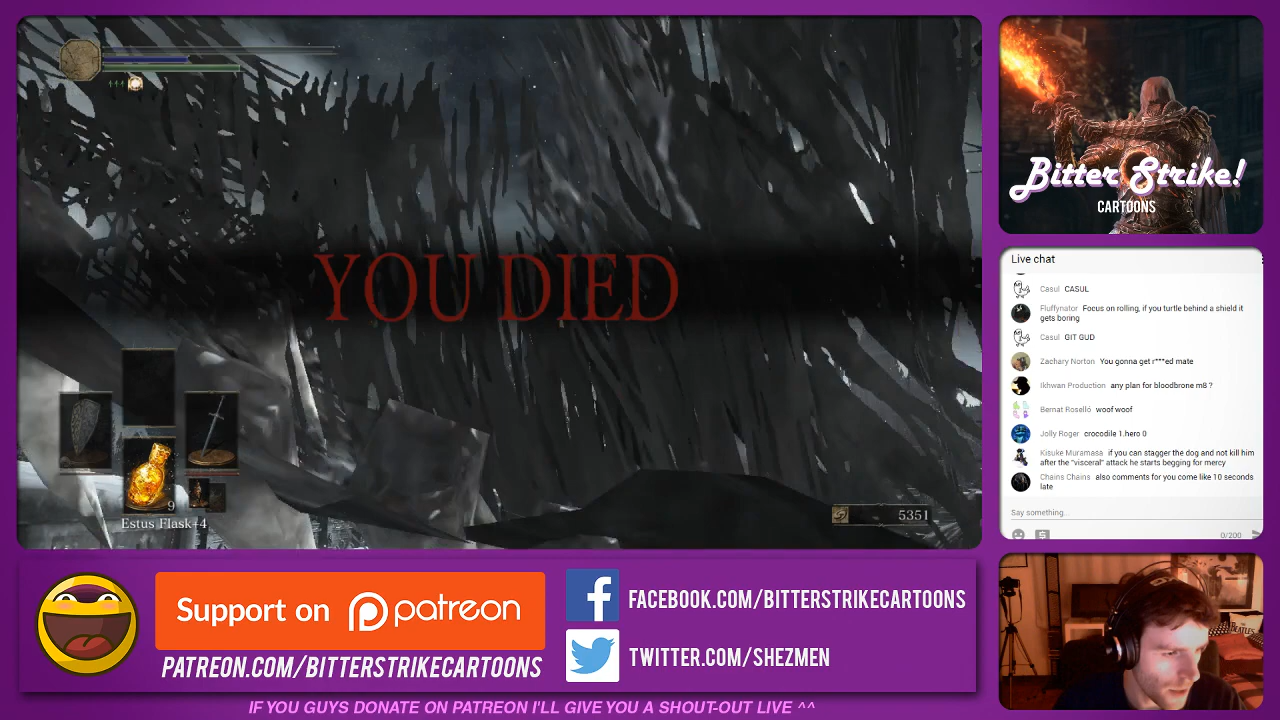 YOU DIED
9
Estus Flask+4
5351
Bitter Strike!
CARTOONS
Live chat
Casul CASUL
Fluffynator Focus on rolling, if you turtle behind a shield it
gets boring
Casul GIT GUD
Zachary Norton You gonna get r***ed mate
Ikhwan Production any plan for bloodbrone m8 ?
Bernat Roselló woof woof
Jolly Roger crocodile 1.hero 0
Kisuke Muramasa if you can stagger the dog and not kill him
after the "visceral" attack he starts begging for mercy
Chains Chains also comments for you come like 10 seconds
late
Say something...
0/200
Support on patreon
PATREON.COM/BITTERSTRIKECARTOONS
FACEBOOK.COM/BITTERSTRIKECARTOONS
TWITTER.COM/SHEZMEN
IF YOU GUYS DONATE ON PATREON I'LL GIVE YOU A SHOUT-OUT LIVE ^^